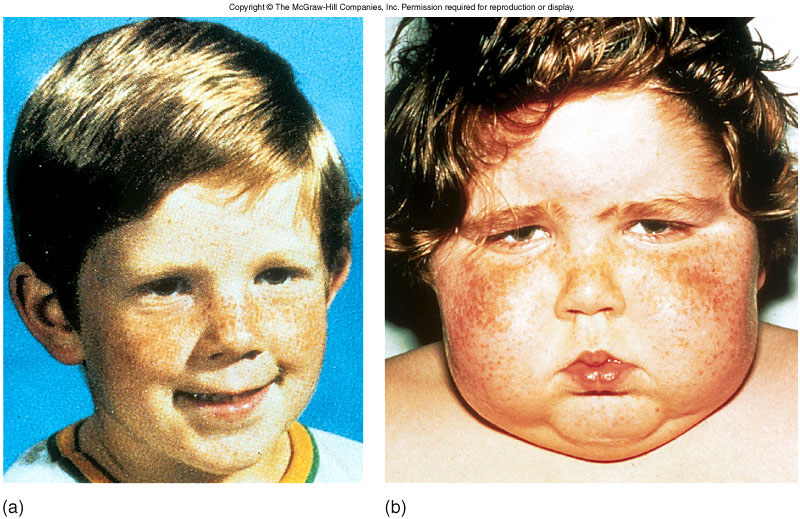 Copyright © The McGraw-Hill Companies, Inc. Permission required for reproduction or display.
(a)
(b)